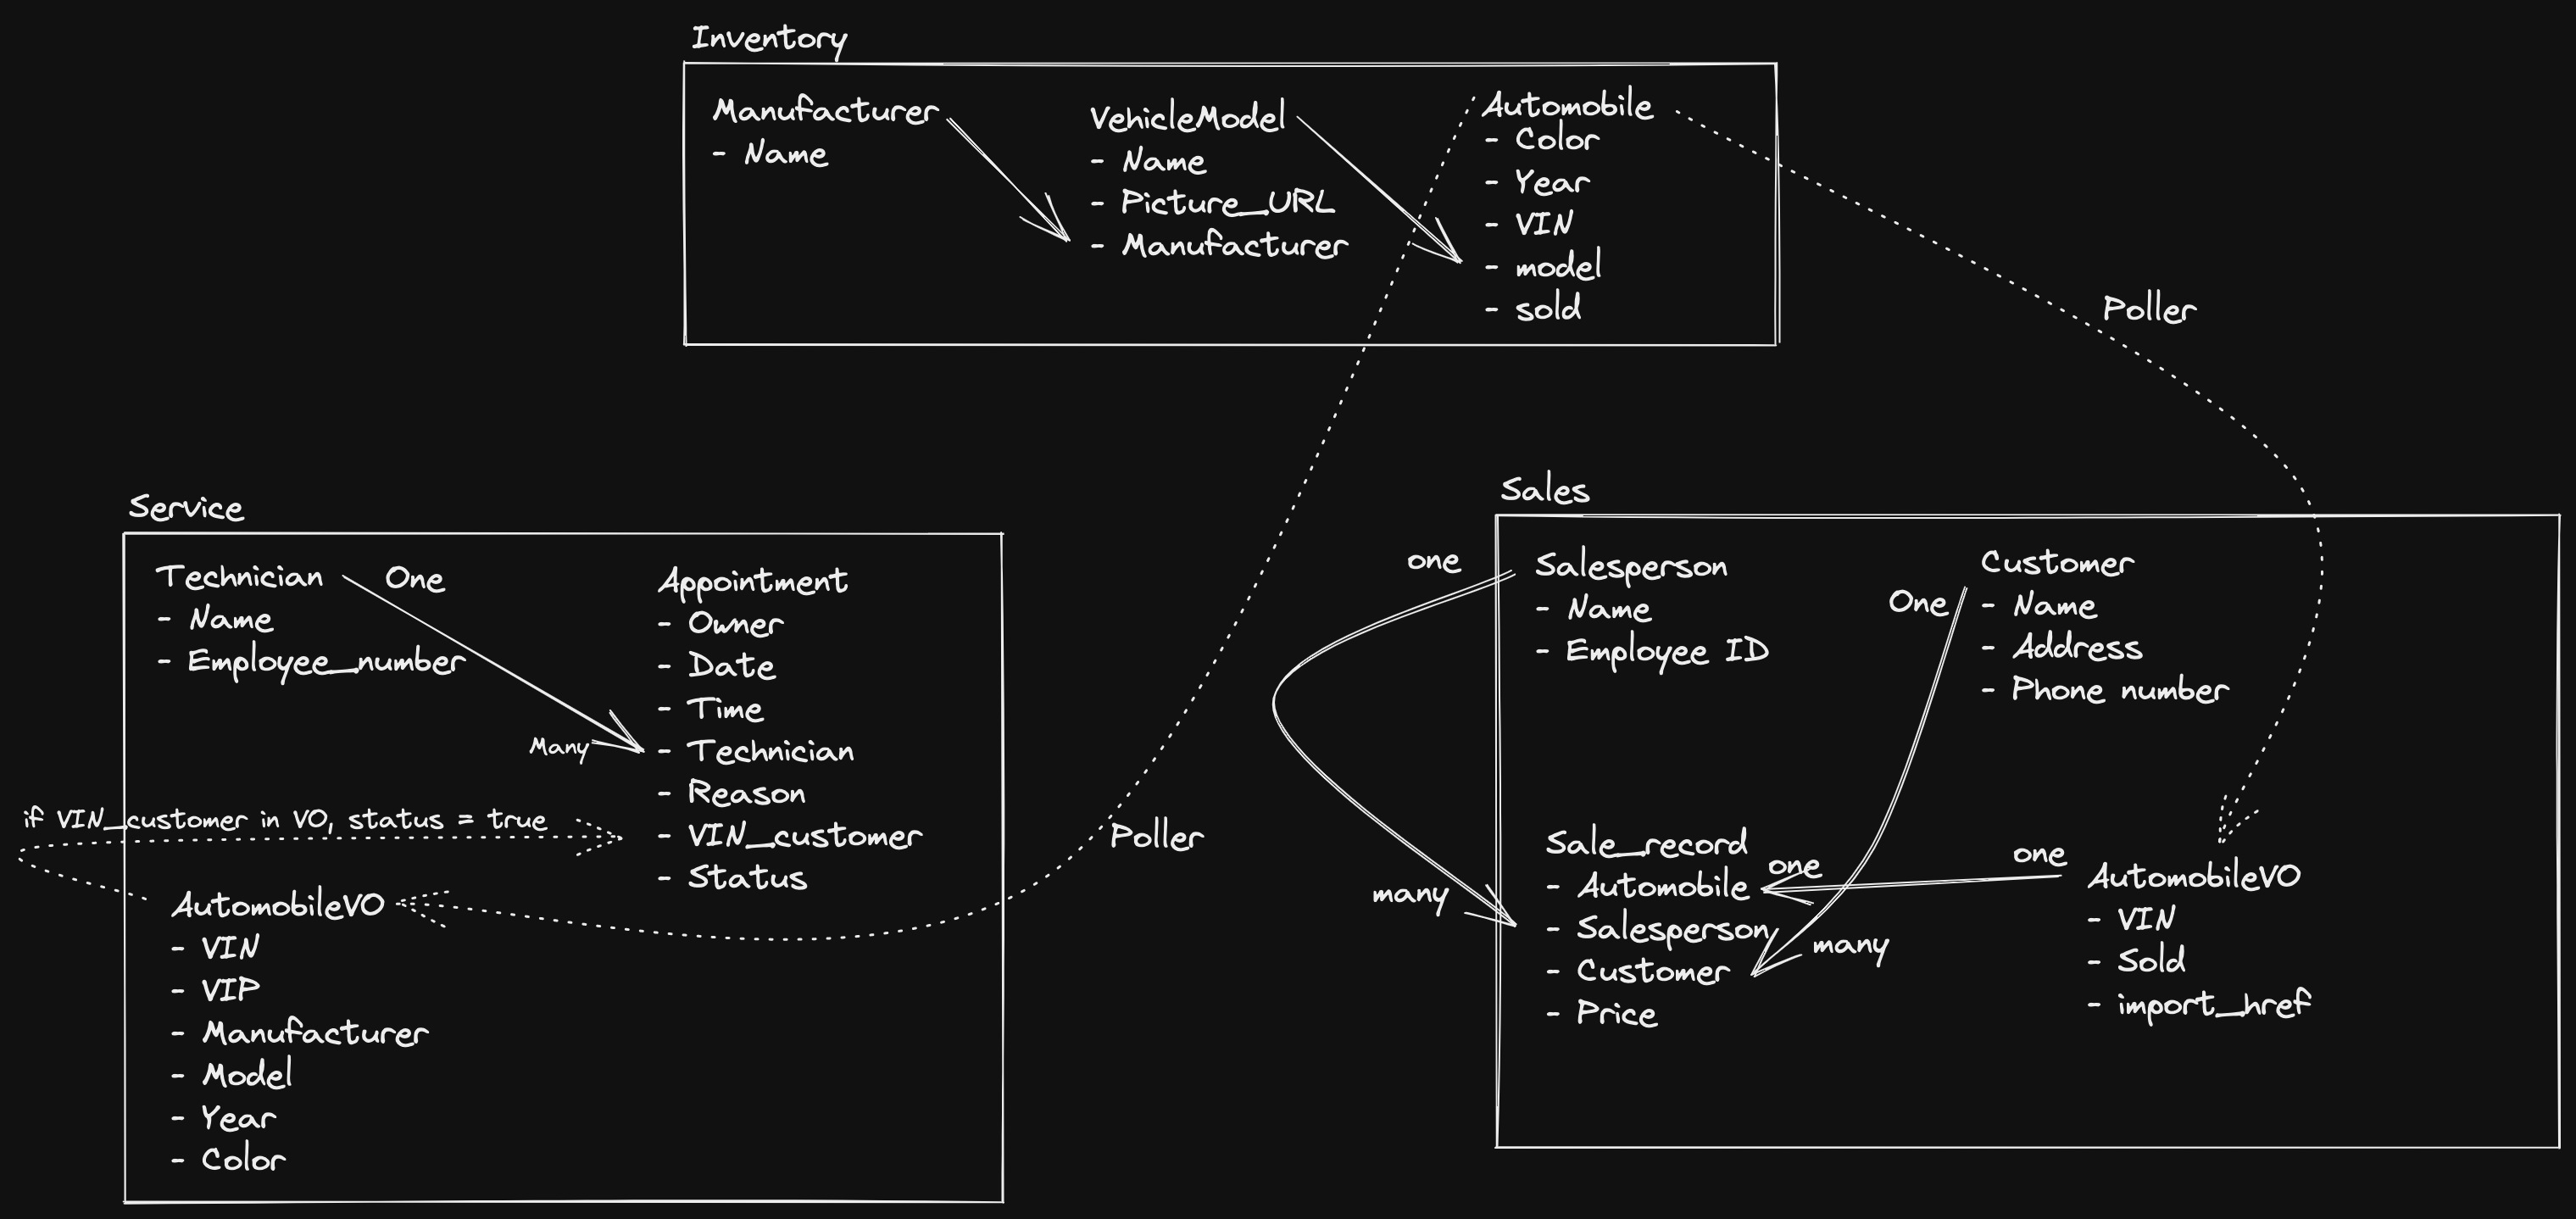 Inventory
Manufacturer
- Name
VehicleModel
- Name
- Picture_URL
- Manufacturer
Automobile
- Color
- Year
- VIN
- model
- sold
Poller
Service
Technician
- Name
- Employee_number
One
Many
Appointment
- Owner
- Date
- Time
- Technician
- Reason
- VIN_customer
- Status
if VIN_customer in VO, status = true
AutomobileVO
- VIN
- VIP
- Manufacturer
- Model
- Year
- Color
Poller
Sales
one
Salesperson
- Name
- Employee ID
One
Customer
- Name
- Address
- Phone number
many
Sale_record
- Automobile
- Salesperson
- Customer
- Price
one
many
one
AutomobileVO
- VIN
- Sold
- import_href